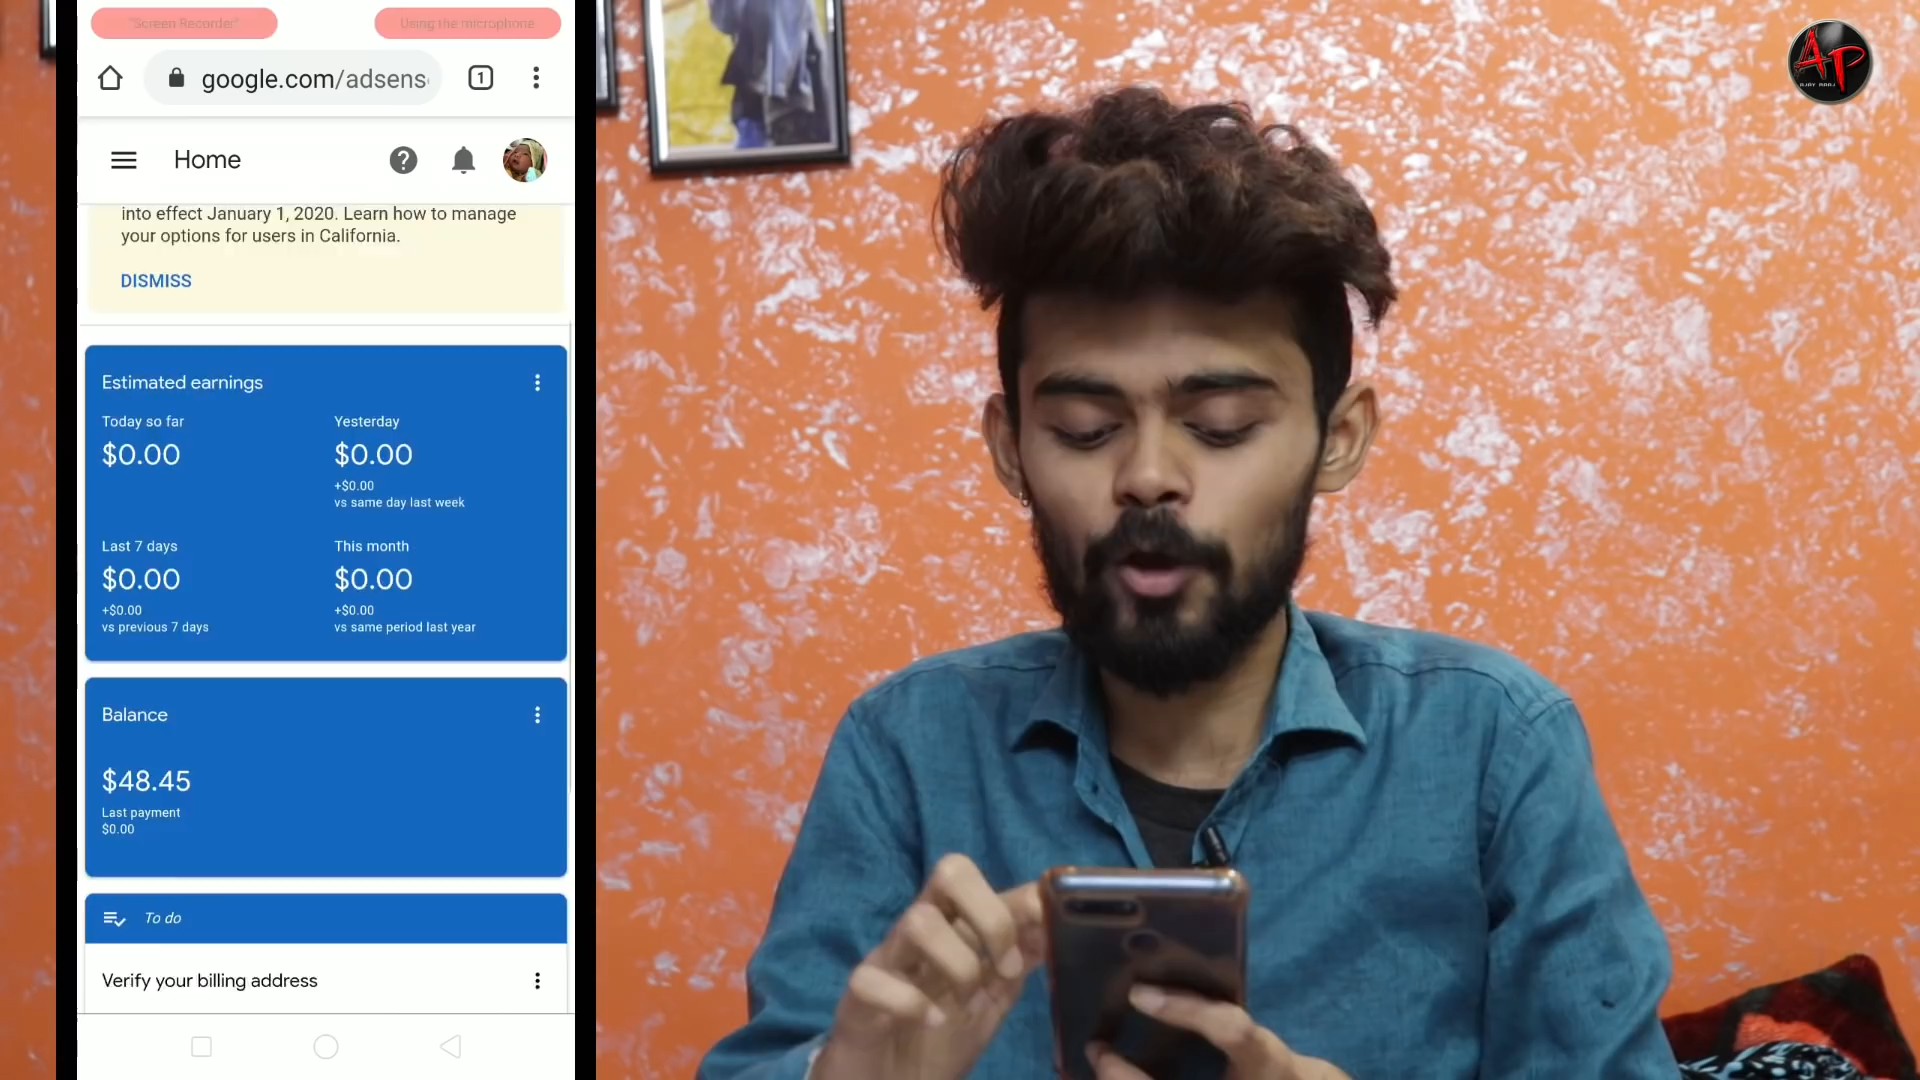 "Screen Recorder"
Using the microphone
google.com/adsens
1
Home
into effect January 1, 2020. Learn how to manage
your options for users in California.
DISMISS
Estimated earnings
Today so far
$0.00
Yesterday
$0.00
+$0.00
vs same day last week
Last 7 days
$0.00
+$0.00
vs previous 7 days
This month
$0.00
+$0.00
vs same period last year
Balance
$48.45
Last payment
$0.00
To do
Verify your billing address
AP
AJAY RAAJ